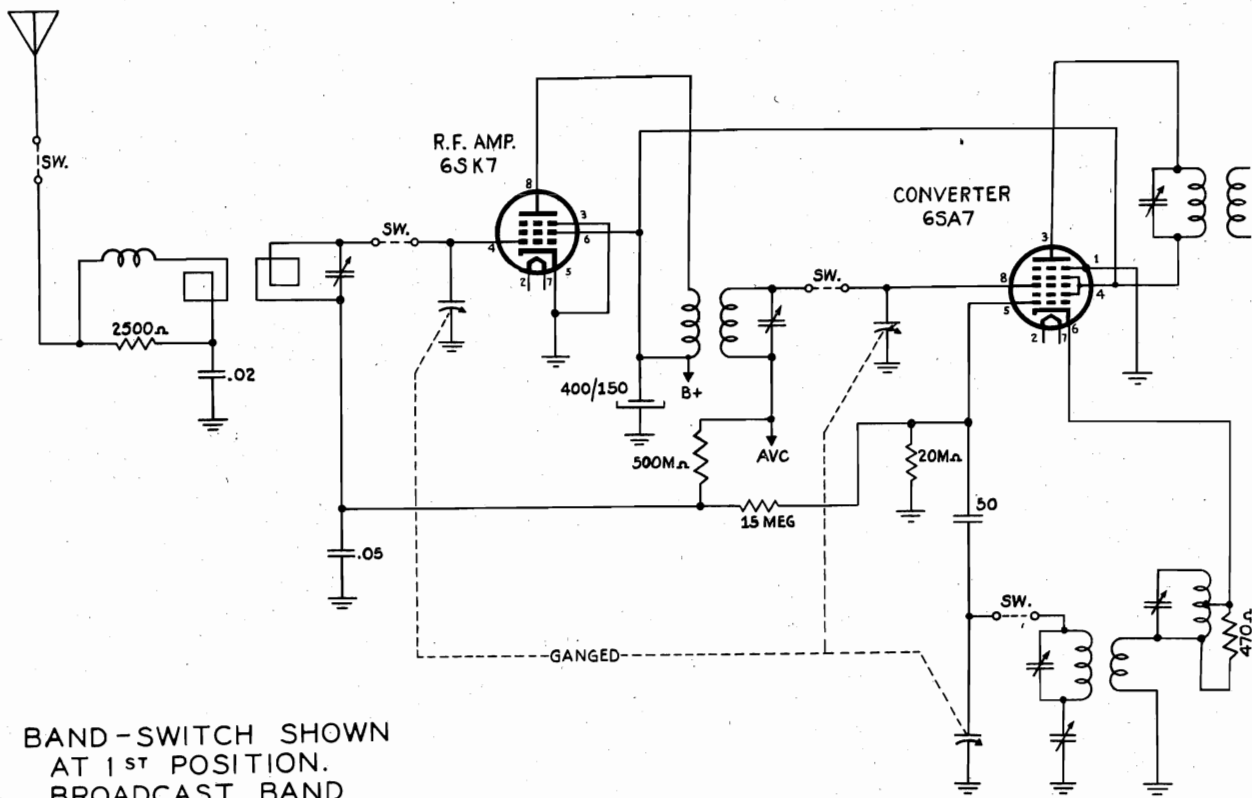 SW.
R.F. AMP.
6SK7
8
3
6
4
5
2
7
CONVERTER
6SA7
3
1
8
4
5
6
2
7
SW.
SW.
2500Ω
.02
400/150
B+
AVC
500MΩ
20MΩ
15 MEG
50
.05
SW.
470Ω
GANGED
BAND-SWITCH SHOWN
AT 1ST POSITION.
BROADCAST BAND